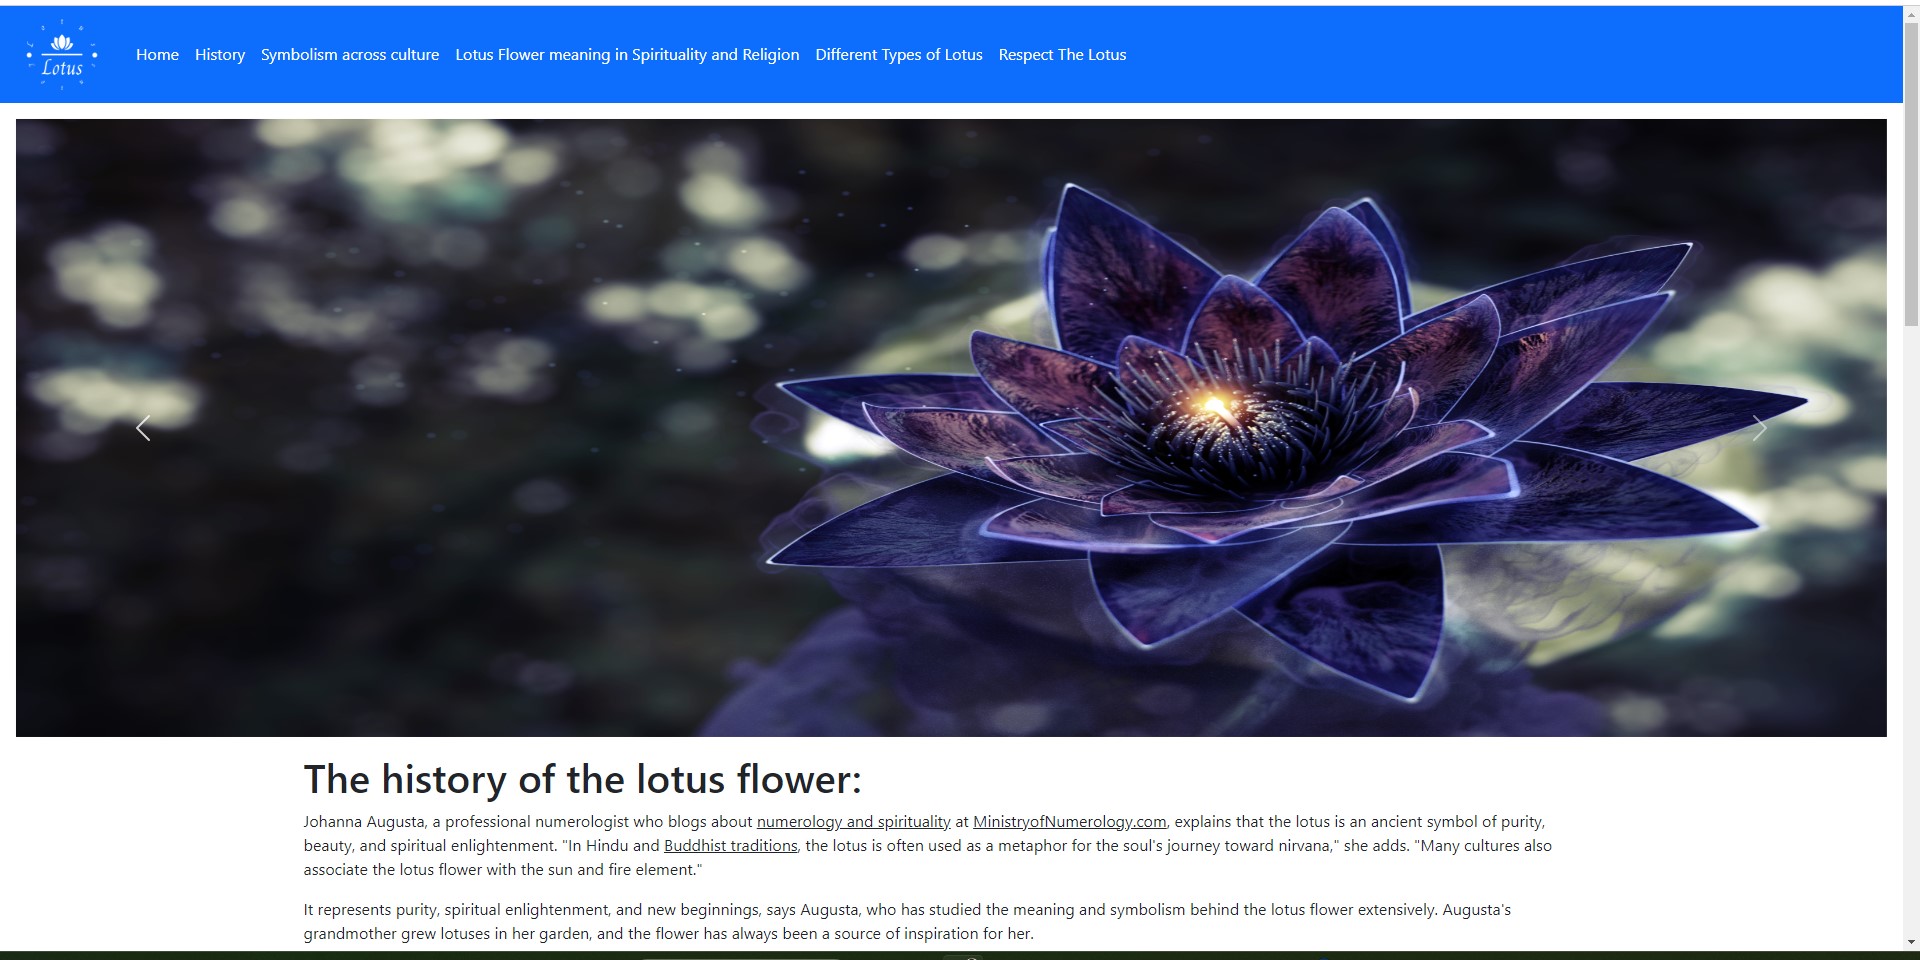 Lotus
Home History Symbolism across culture Lotus Flower meaning in Spirituality and Religion Different Types of Lotus Respect The Lotus
The history of the lotus flower:
Johanna Augusta, a professional numerologist who blogs about numerology and spirituality at MinistryofNumerology.com, explains that the lotus is an ancient symbol of purity,
beauty, and spiritual enlightenment. "In Hindu and Buddhist traditions, the lotus is often used as a metaphor for the soul's journey toward nirvana," she adds. "Many cultures also
associate the lotus flower with the sun and fire element."
It represents purity, spiritual enlightenment, and new beginnings, says Augusta, who has studied the meaning and symbolism behind the lotus flower extensively. Augusta's
grandmother grew lotuses in her garden, and the flower has always been a source of inspiration for her.